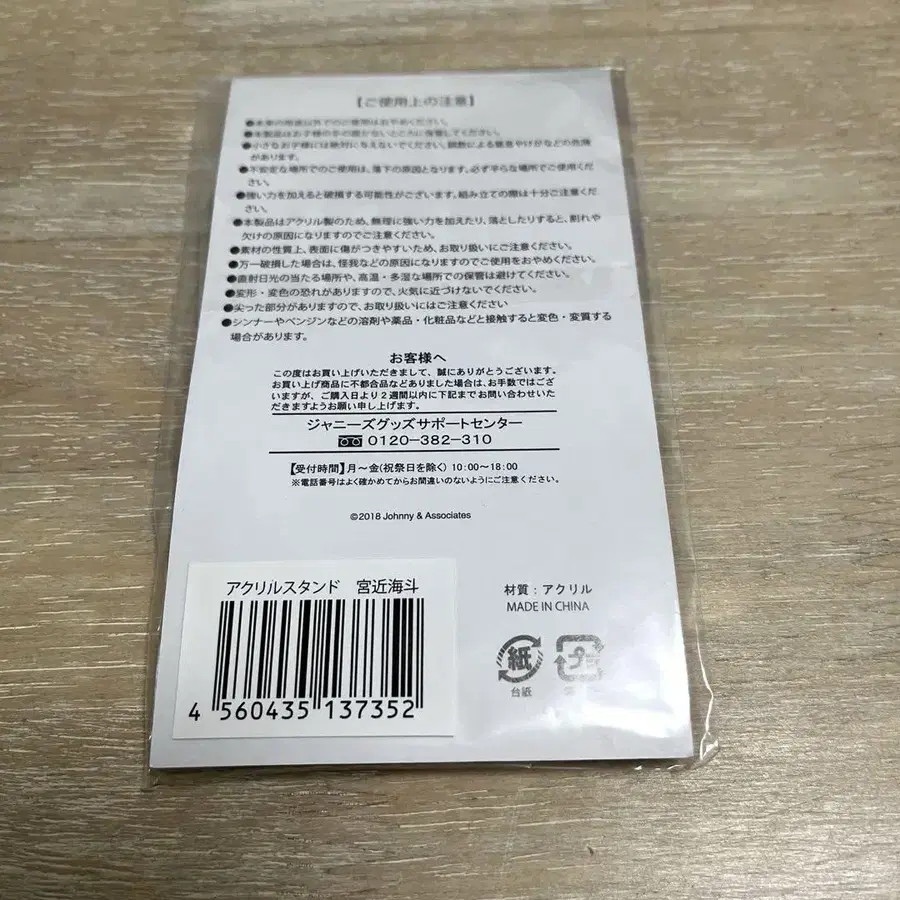 【ご使用上の注意】
●本来の用途以外でのご使用はおやめください。
●本製品はお子様の手の届かないところに保管してください。
●小さなお子様には絶対に与えないでください。誤飲による窒息やけがなどの危険
があります。
●不安定な場所でのご使用は、落下の原因となります。必ず平らな場所でご使用くだ
さい。
●強い力を加えると破損する可能性がございます。組み立ての際は十分ご注意くだ
さい。
●本製品はアクリル製のため、無理に強い力を加えたり、落としたりすると、割れや
欠けの原因になりますのでご注意ください。
●素材の性質上、表面に傷がつきやすいため、お取り扱いにご注意ください。
●万一破損した場合は、怪我などの原因になりますのでご使用をおやめください。
●直射日光の当たる場所や、高温・多湿な場所での保管は避けてください。
●変形・変色の恐れがありますので、火気に近づけないでください。
●尖った部分がありますので、お取り扱いにはご注意ください
●シンナーやベンジンなどの溶剤や薬品・化粧品などと接触すると変色・変質する
場合があります。
お客様へ
この度はお買い上げいただきまして、誠にありがとうございます。
お買い上げ商品に不都合品などありました場合は、お手数ではござ
いますが、ご購入日より2週間以内に下記までお問い合わせいた
だきますようお願い申し上げます。
ジャニーズグッズサポートセンター
0120-382-310
【受付時間】月〜金(祝祭日を除く) 10:00〜18:00
※電話番号はよく確かめてからお間違いのないようにご注意ください。
©2018 Johnny & Associates
アクリルスタンド 宮近海斗
4 560435 137352
材質:アクリル
MADE IN CHINA
紙
プラ
台紙